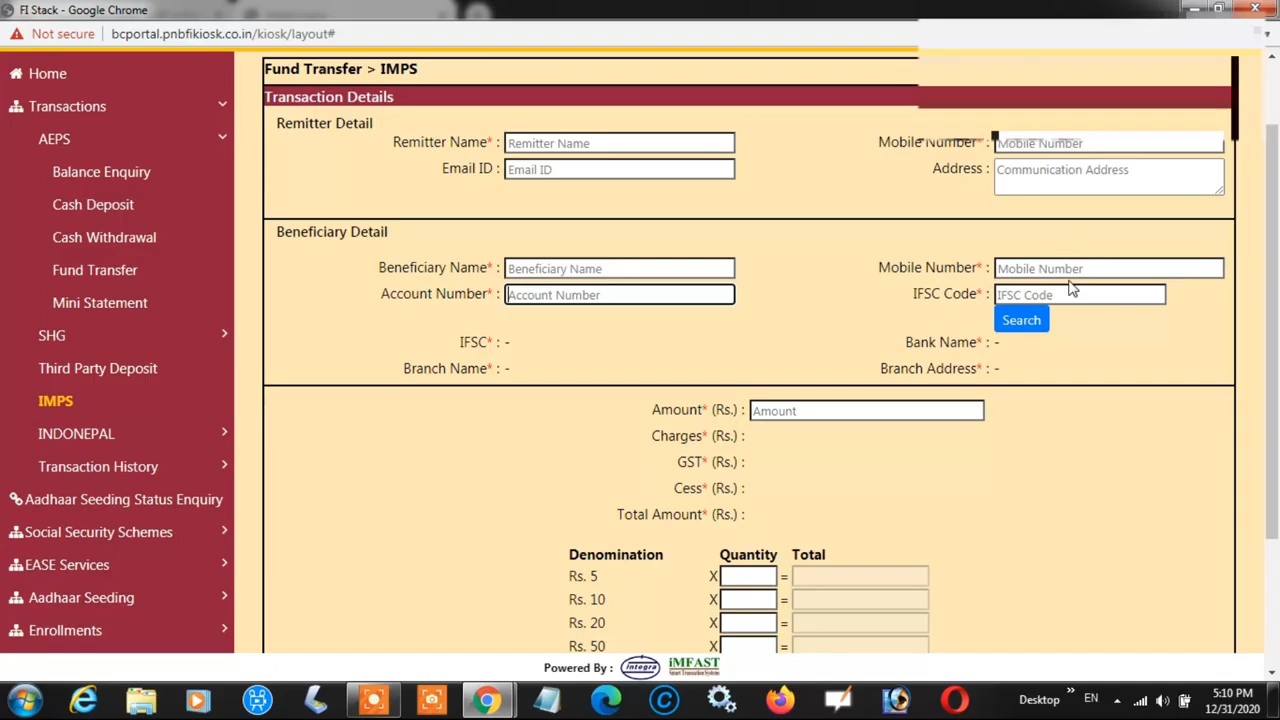 FI Stack - Google Chrome
Not secure | bcportal.pnbfikiosk.co.in/kiosk/layout#
Home
Transactions
AEPS
Balance Enquiry
Cash Deposit
Cash Withdrawal
Fund Transfer
Mini Statement
SHG
Third Party Deposit
IMPS
INDONEPAL
Transaction History
Aadhaar Seeding Status Enquiry
Social Security Schemes
EASE Services
Aadhaar Seeding
Enrollments
Fund Transfer > IMPS
Transaction Details
Remitter Detail
Remitter Name* : Remitter Name Mobile Number* : Mobile Number
Email ID : Email ID Address : Communication Address
Beneficiary Detail
Beneficiary Name* : Beneficiary Name Mobile Number* : Mobile Number
Account Number* : Account Number IFSC Code* : IFSC Code
Search
IFSC* : - Bank Name* : -
Branch Name* : - Branch Address* : -
Amount* (Rs.) : Amount
Charges* (Rs.) :
GST* (Rs.) :
Cess* (Rs.) :
Total Amount* (Rs.) :
Denomination Quantity Total
Rs. 5 X =
Rs. 10 X =
Rs. 20 X =
Rs. 50 X =
Powered By : integra iMFAST
Smart Transaction Systems
Desktop » EN 5:10 PM
12/31/2020